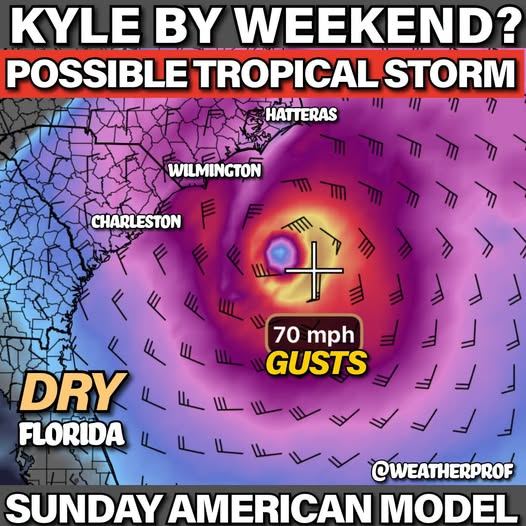 KYLE BY WEEKEND?
POSSIBLE TROPICAL STORM
HATTERAS
WILMINGTON
CHARLESTON
70 mph
GUSTS
DRY
FLORIDA
@WEATHERPROF
SUNDAY AMERICAN MODEL